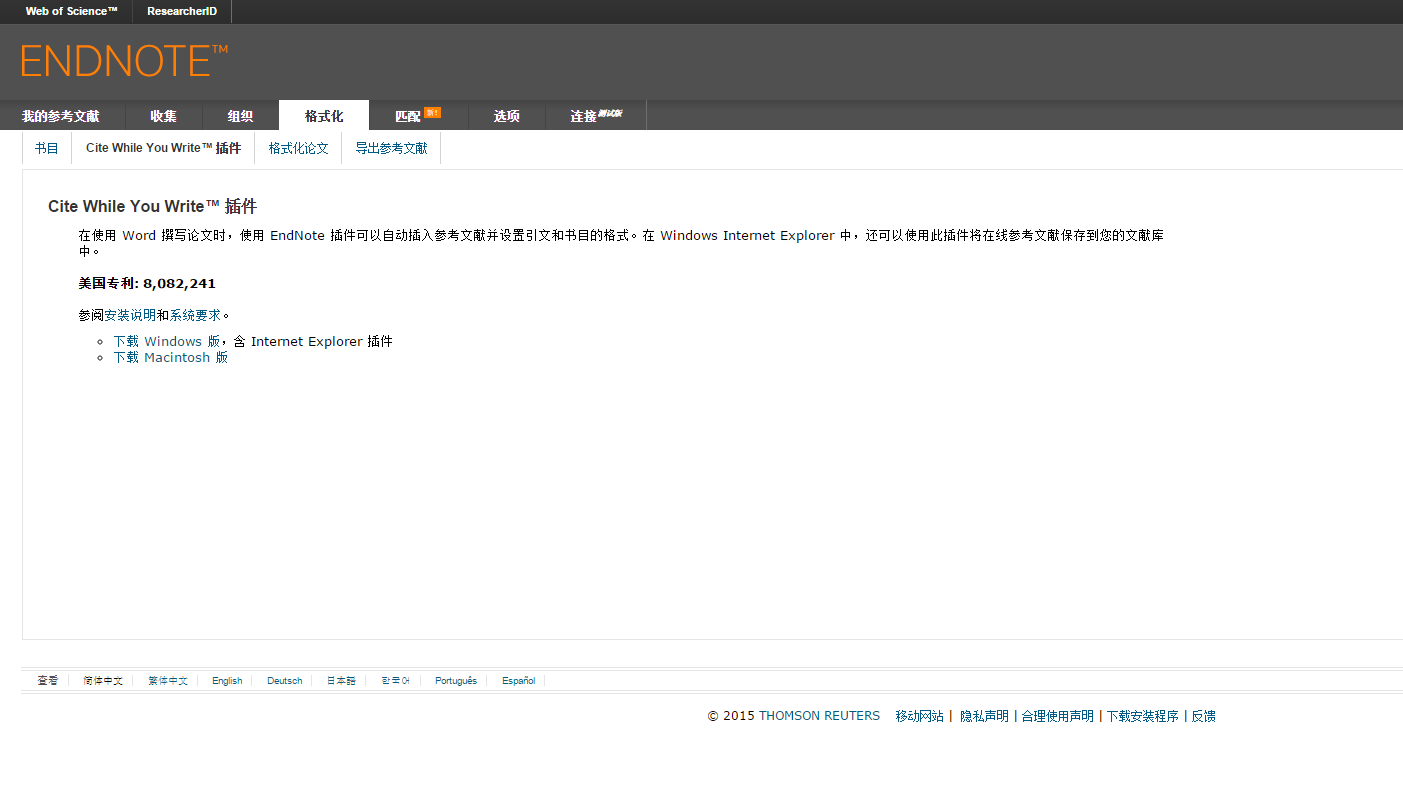 Web of Science™ ResearcherID
ENDNOTE™
我的参考文献 收集 组织 格式化 匹配 新! 选项 连接 测试版
书目 Cite While You Write™ 插件 格式化论文 导出参考文献
Cite While You Write™ 插件
在使用 Word 撰写论文时，使用 EndNote 插件可以自动插入参考文献并设置引文和书目的格式。在 Windows Internet Explorer 中，还可以使用此插件将在线参考文献保存到您的文献库
中。
美国专利: 8,082,241
参阅安装说明和系统要求。
下载 Windows 版，含 Internet Explorer 插件
下载 Macintosh 版
查看 简体中文 繁体中文 English Deutsch 日本語 한국어 Português Español
© 2015 THOMSON REUTERS 移动网站 | 隐私声明 | 合理使用声明 | 下载安装程序 | 反馈